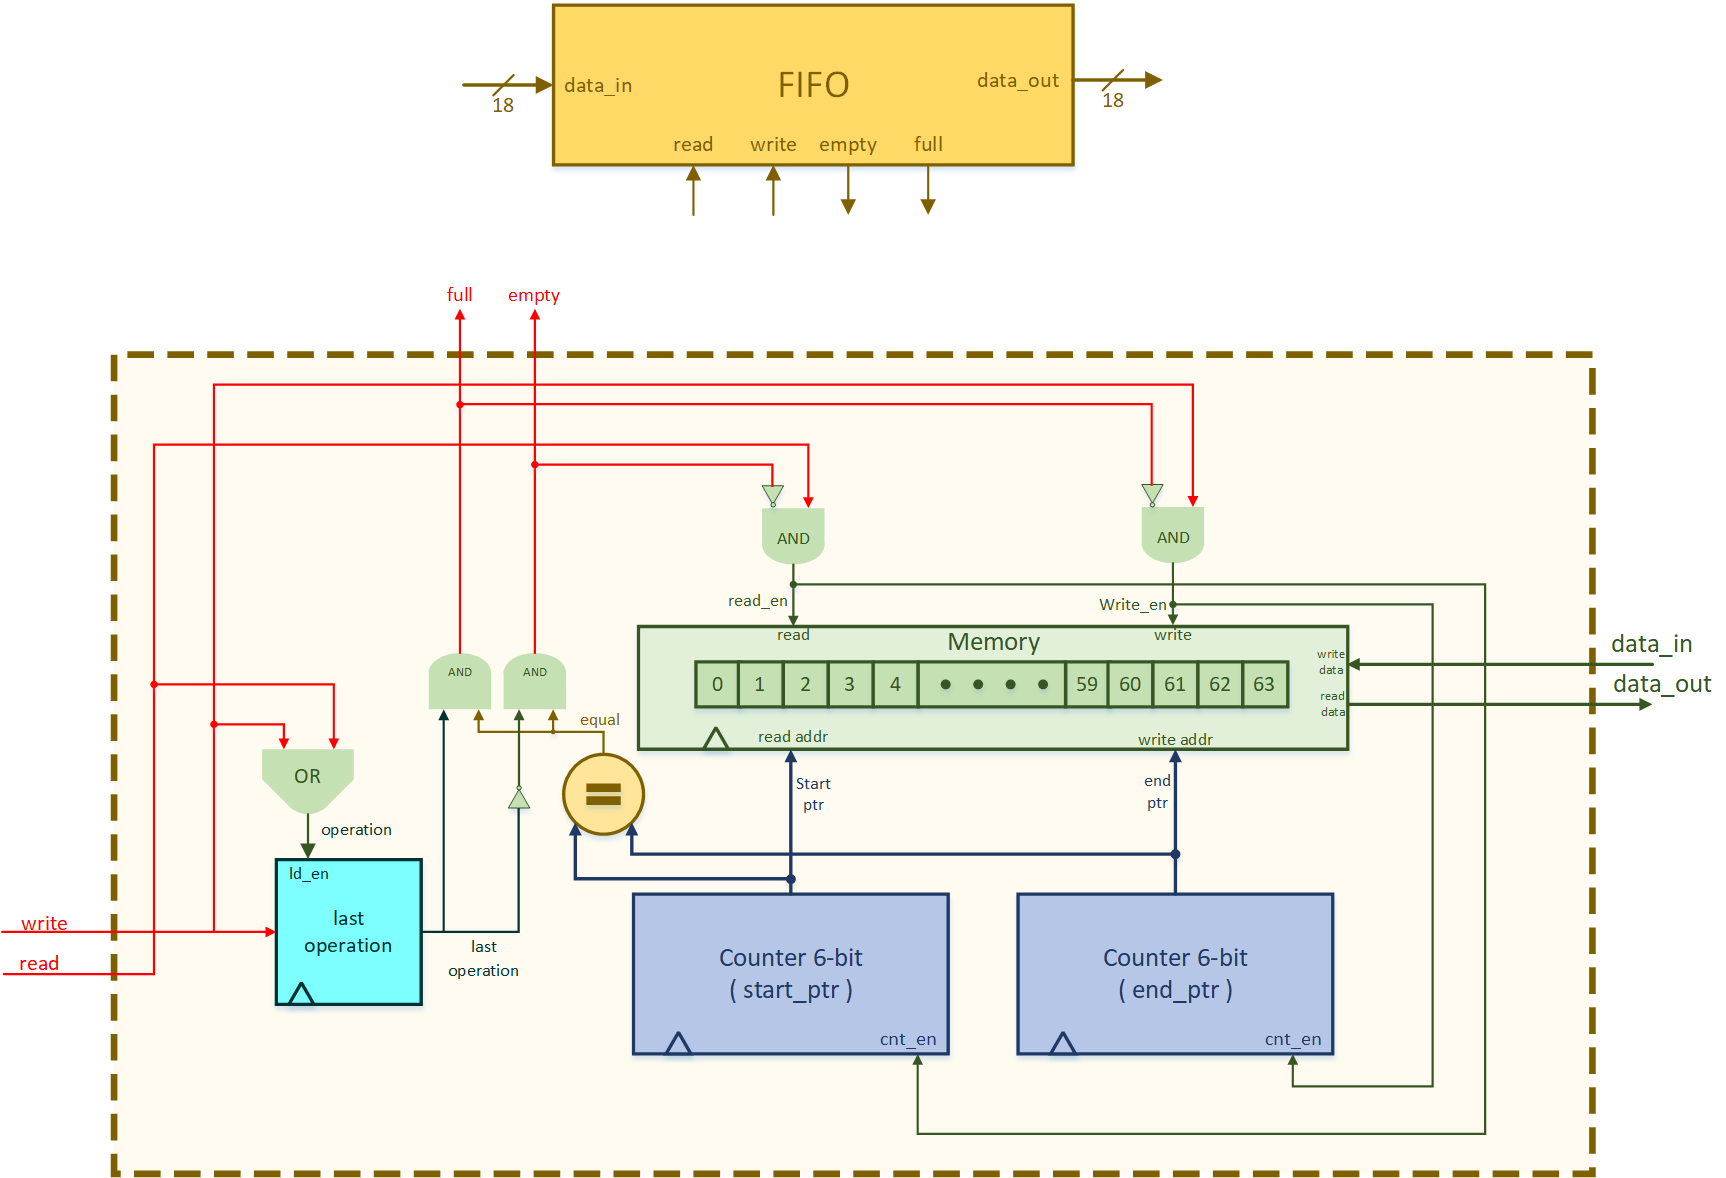 FIFO
data_in
data_out
18
18
read
write
empty
full
full
empty
AND
AND
read_en
Write_en
read
write
Memory
write
data
read
data
0
1
2
3
4
59
60
61
62
63
read addr
write addr
data_in
data_out
AND
AND
equal
OR
operation
=
Start
ptr
end
ptr
ld_en
last
operation
write
read
last
operation
Counter 6-bit
( start_ptr )
cnt_en
Counter 6-bit
( end_ptr )
cnt_en